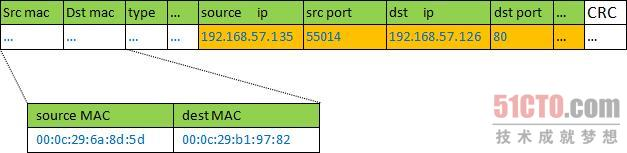 Src mac Dst mac type ... source ip src port dst ip dst port ... CRC
... ... ... 192.168.57.135 55014 192.168.57.126 80 ... ...
source MAC dest MAC
00:0c:29:6a:8d:5d 00:0c:29:b1:97:82
51CTO.com
技术成就梦想